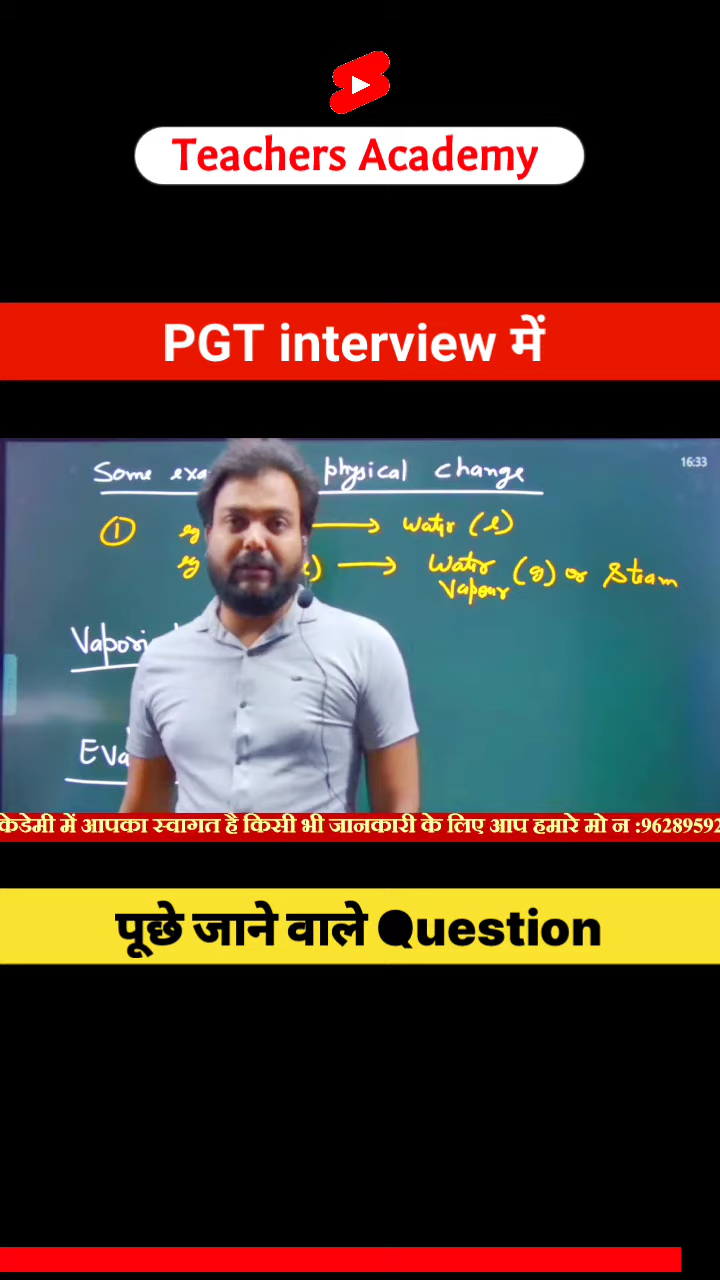 Teachers Academy
PGT interview में
16:33
Some exa physical change
① eg → water (l)
eg l) → water (g) or Steam
vapour
Vapori
Eva
केडेमी में आपका स्वागत है किसी भी जानकारी के लिए आप हमारे मो न :96289592
पूछे जाने वाले Question